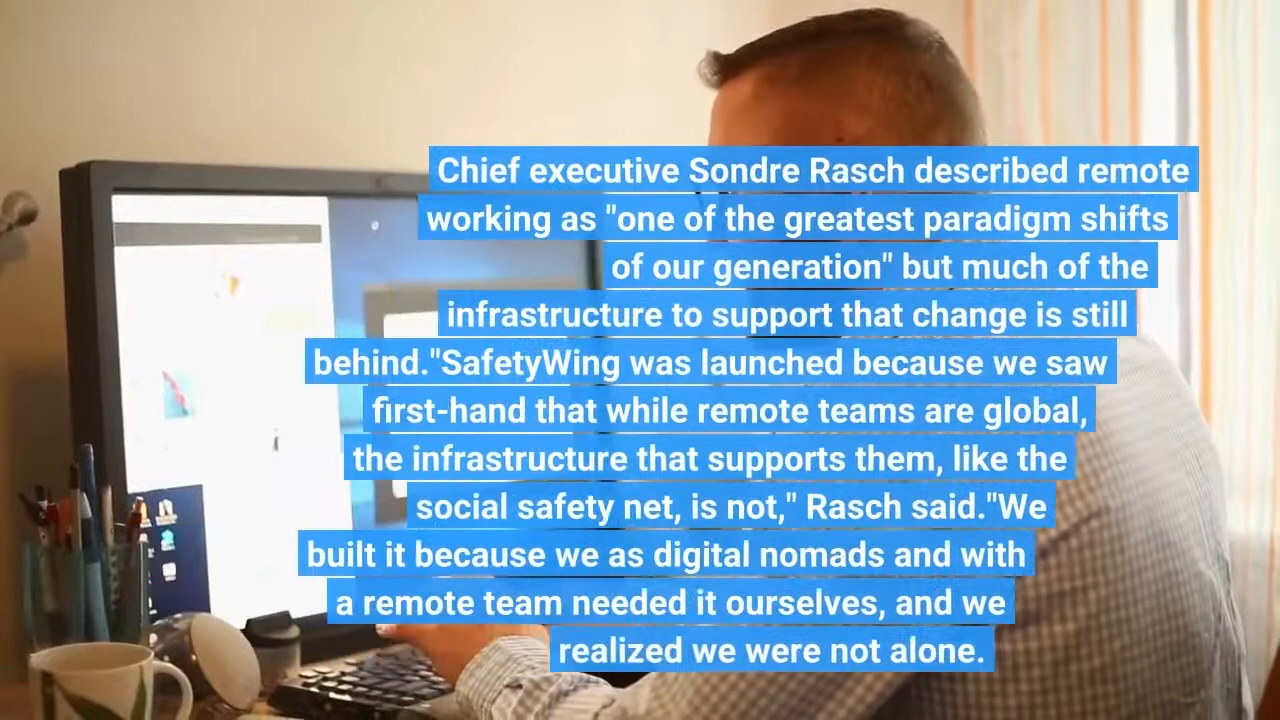 Chief executive Sondre Rasch described remote
working as "one of the greatest paradigm shifts
of our generation" but much of the
infrastructure to support that change is still
behind."SafetyWing was launched because we saw
first-hand that while remote teams are global,
the infrastructure that supports them, like the
social safety net, is not," Rasch said."We
built it because we as digital nomads and with
a remote team needed it ourselves, and we
realized we were not alone.